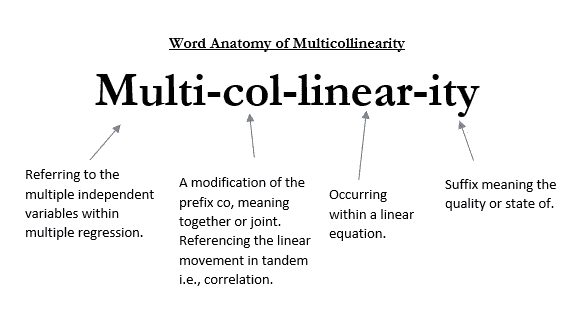 Word Anatomy of Multicollinearity
Multi-col-linear-ity
Referring to the
multiple independent
variables within
multiple regression.
A modification of the
prefix co, meaning
together or joint.
Referencing the linear
movement in tandem
i.e., correlation.
Occurring
within a linear
equation.
Suffix meaning the
quality or state of.